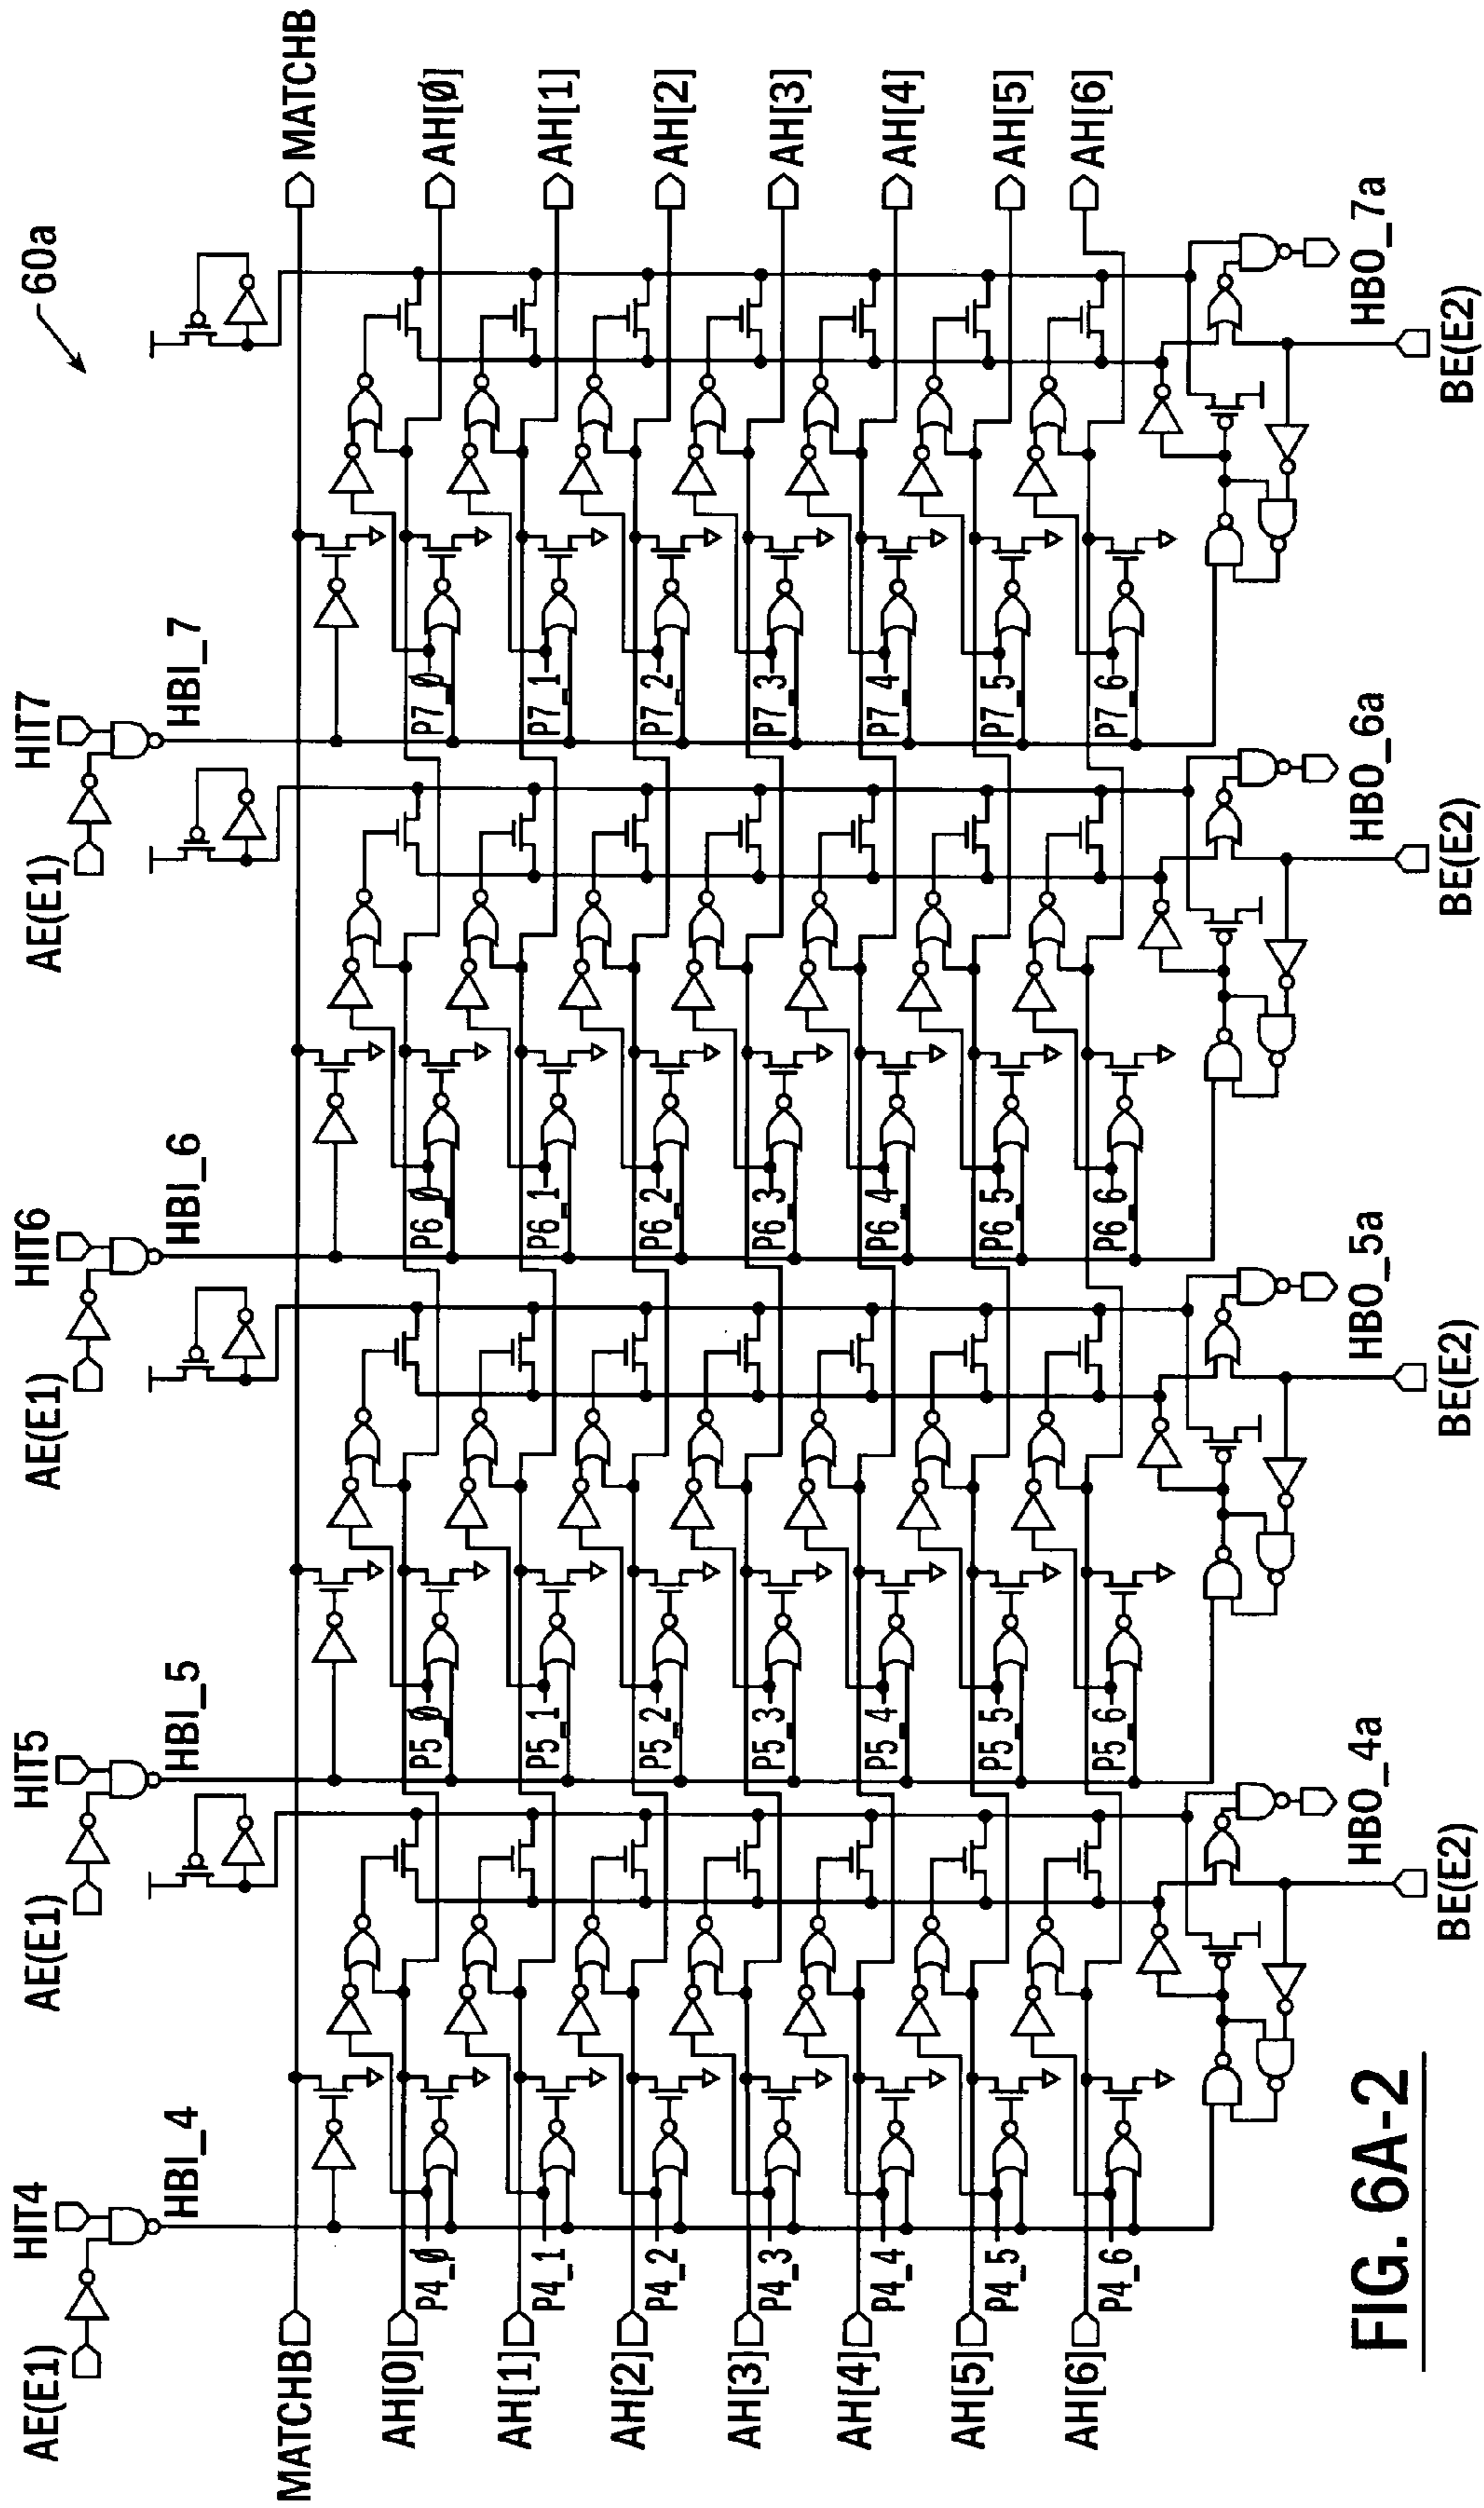 60a
AE(E1)
HIT4
HBI_4
AE(E1)
HIT5
HBI_5
AE(E1)
HIT6
HBI_6
AE(E1)
HIT7
HBI_7
MATCHB
MATCHB
AH[0]
P4_0
P5_0
P6_0
P7_0
AH[0]
AH[1]
P4_1
P5_1
P6_1
P7_1
AH[1]
AH[2]
P4_2
P5_2
P6_2
P7_2
AH[2]
AH[3]
P4_3
P5_3
P6_3
P7_3
AH[3]
AH[4]
P4_4
P5_4
P6_4
P7_4
AH[4]
AH[5]
P4_5
P5_5
P6_5
P7_5
AH[5]
AH[6]
P4_6
P5_6
P6_6
P7_6
AH[6]
HBO_4a
HBO_5a
HBO_6a
HBO_7a
BE(E2)
BE(E2)
BE(E2)
BE(E2)
FIG. 6A-2